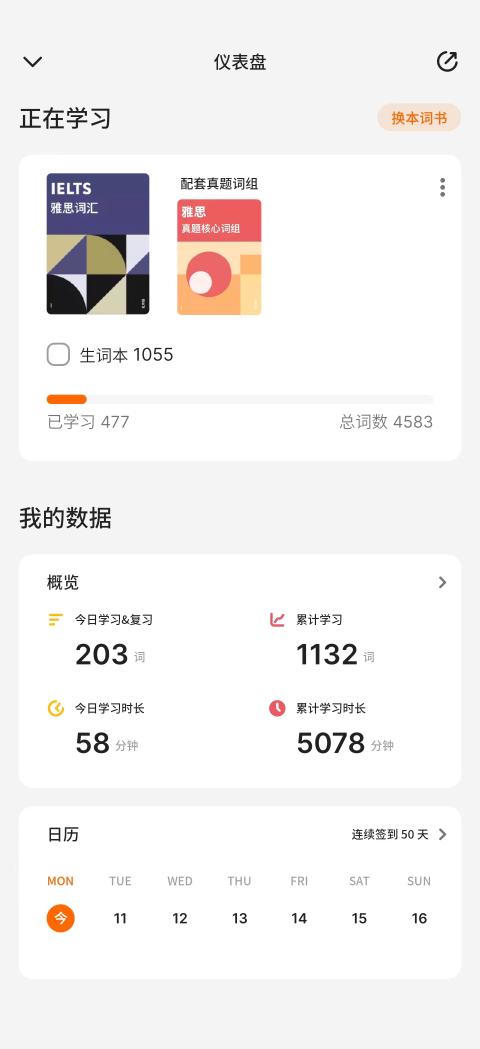 仪表盘
正在学习
换本词书
IELTS
雅思词汇
配套真题词组
雅思
真题核心词组
生词本 1055
已学习 477
总词数 4583
我的数据
概览
今日学习&复习
203 词
累计学习
1132 词
今日学习时长
58 分钟
累计学习时长
5078 分钟
日历
连续签到 50 天
MON TUE WED THU FRI SAT SUN
今 11 12 13 14 15 16